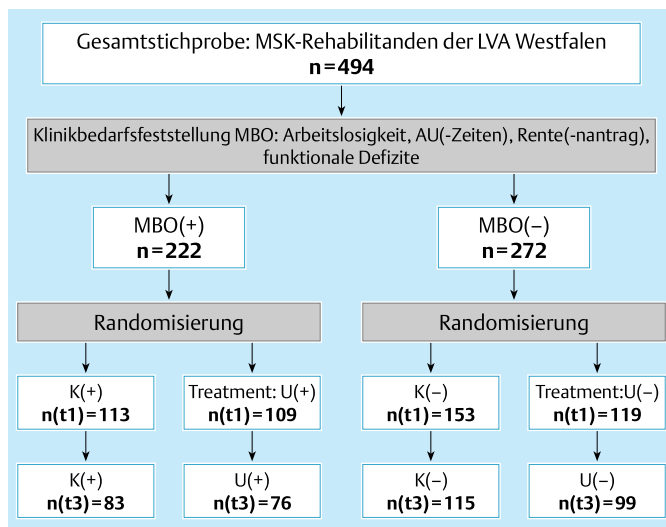 Gesamtstichprobe: MSK-Rehabilitanden der LVA Westfalen
n=494
Klinikbedarfsfeststellung MBO: Arbeitslosigkeit, AU(-Zeiten), Rente(-nantrag),
funktionale Defizite
MBO(+)
n=222
MBO(−)
n=272
Randomisierung
Randomisierung
K(+)
n(t1)=113
Treatment: U(+)
n(t1)=109
K(−)
n(t1)=153
Treatment:U(−)
n(t1)=119
K(+)
n(t3)=83
U(+)
n(t3)=76
K(−)
n(t3)=115
U(−)
n(t3)=99